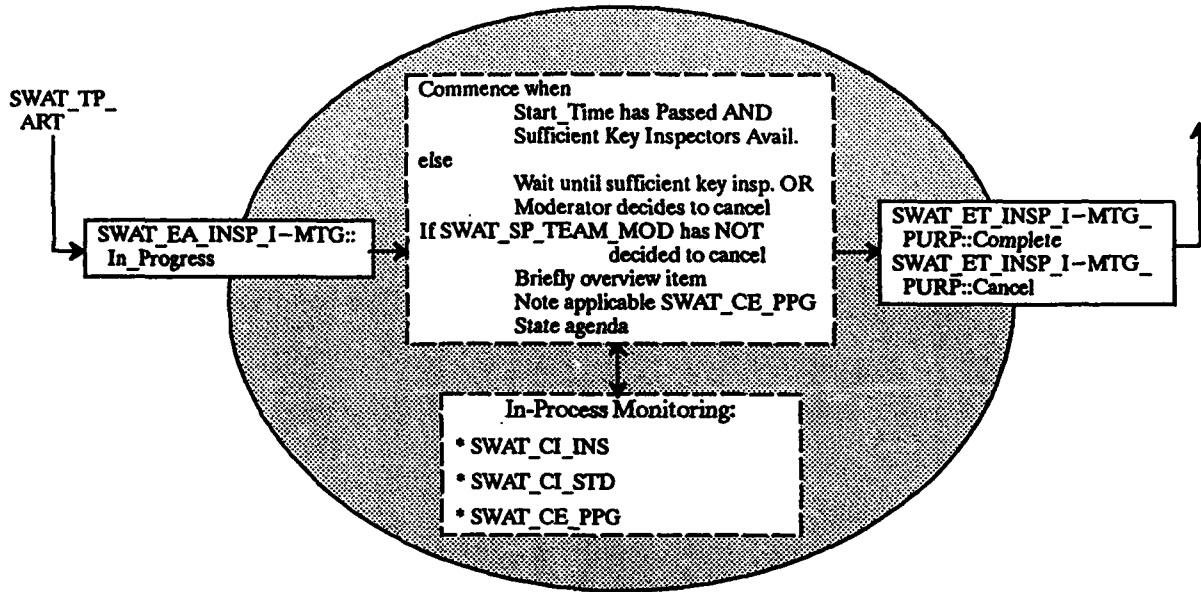 SWAT_TP_
ART
SWAT_EA_INSP_I-MTG::
In_Progress
Commence when
Start_Time has Passed AND
Sufficient Key Inspectors Avail.
else
Wait until sufficient key insp. OR
Moderator decides to cancel
If SWAT_SP_TEAM_MOD has NOT
decided to cancel
Briefly overview item
Note applicable SWAT_CE_PPG
State agenda
SWAT_ET_INSP_I-MTG_
PURP::Complete
SWAT_ET_INSP_I-MTG_
PURP::Cancel
In-Process Monitoring:
* SWAT_CI_INS
* SWAT_CI_STD
* SWAT_CE_PPG